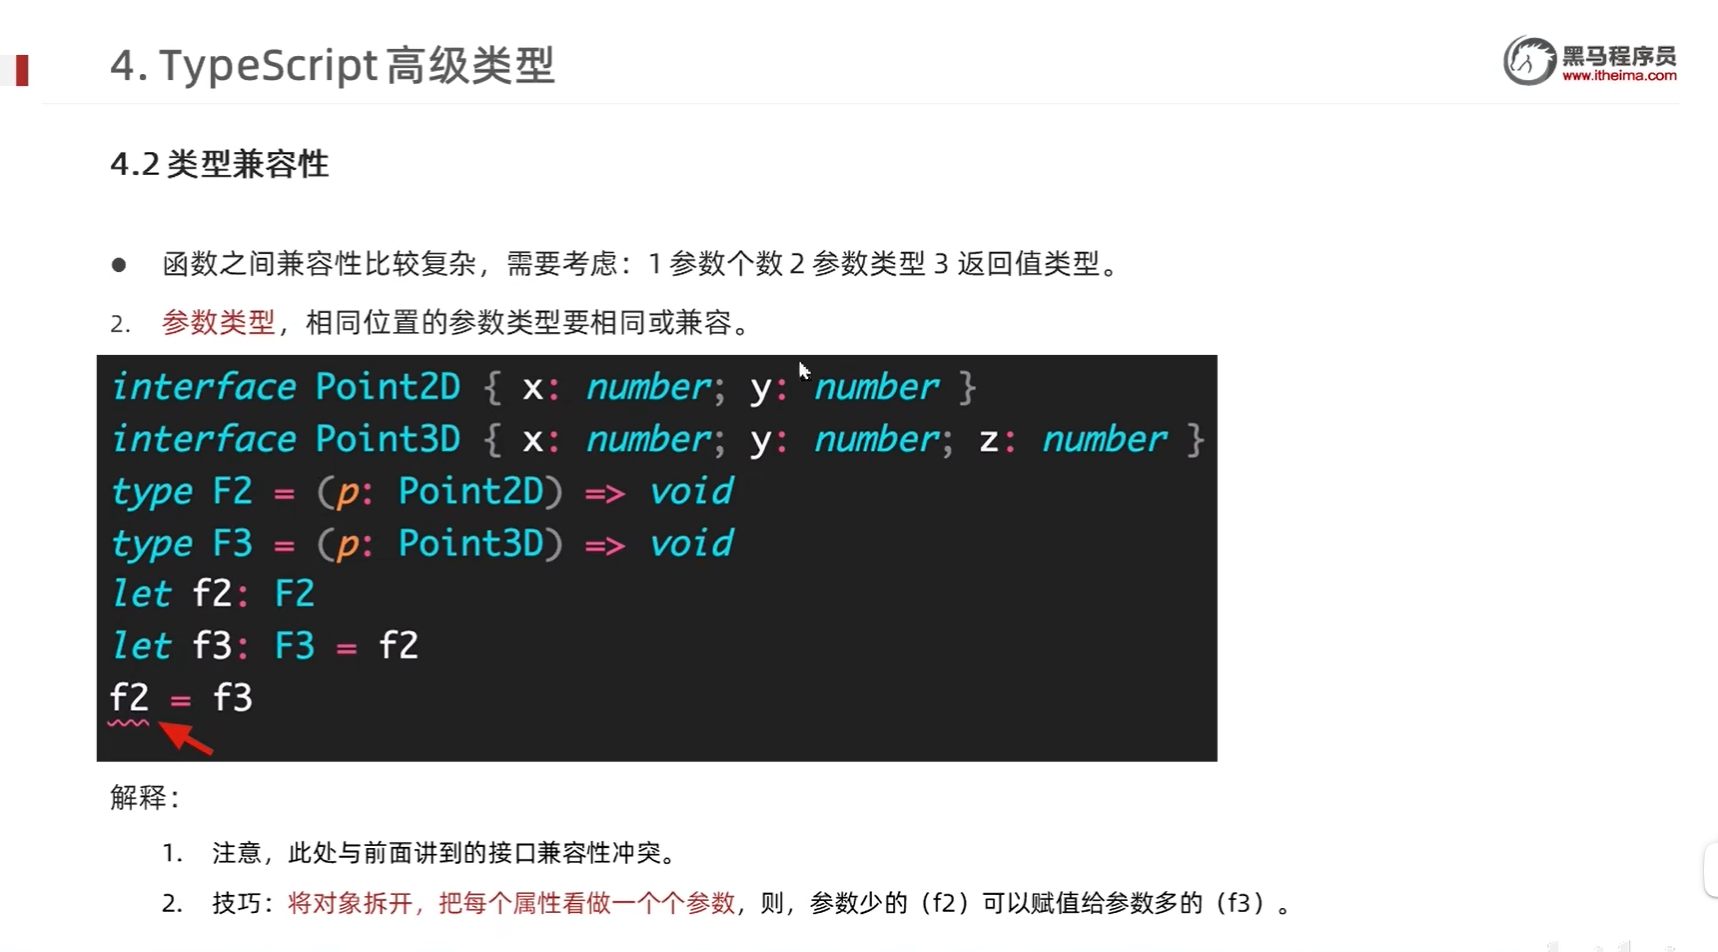 4. TypeScript 高级类型
黑马程序员
www.itheima.com
4.2 类型兼容性
● 函数之间兼容性比较复杂，需要考虑：1 参数个数 2 参数类型 3 返回值类型。
2. 参数类型，相同位置的参数类型要相同或兼容。
interface Point2D { x: number; y: number }
interface Point3D { x: number; y: number; z: number }
type F2 = (p: Point2D) => void
type F3 = (p: Point3D) => void
let f2: F2
let f3: F3 = f2
f2 = f3
解释：
1. 注意，此处与前面讲到的接口兼容性冲突。
2. 技巧：将对象拆开，把每个属性看做一个个参数，则，参数少的（f2）可以赋值给参数多的（f3）。